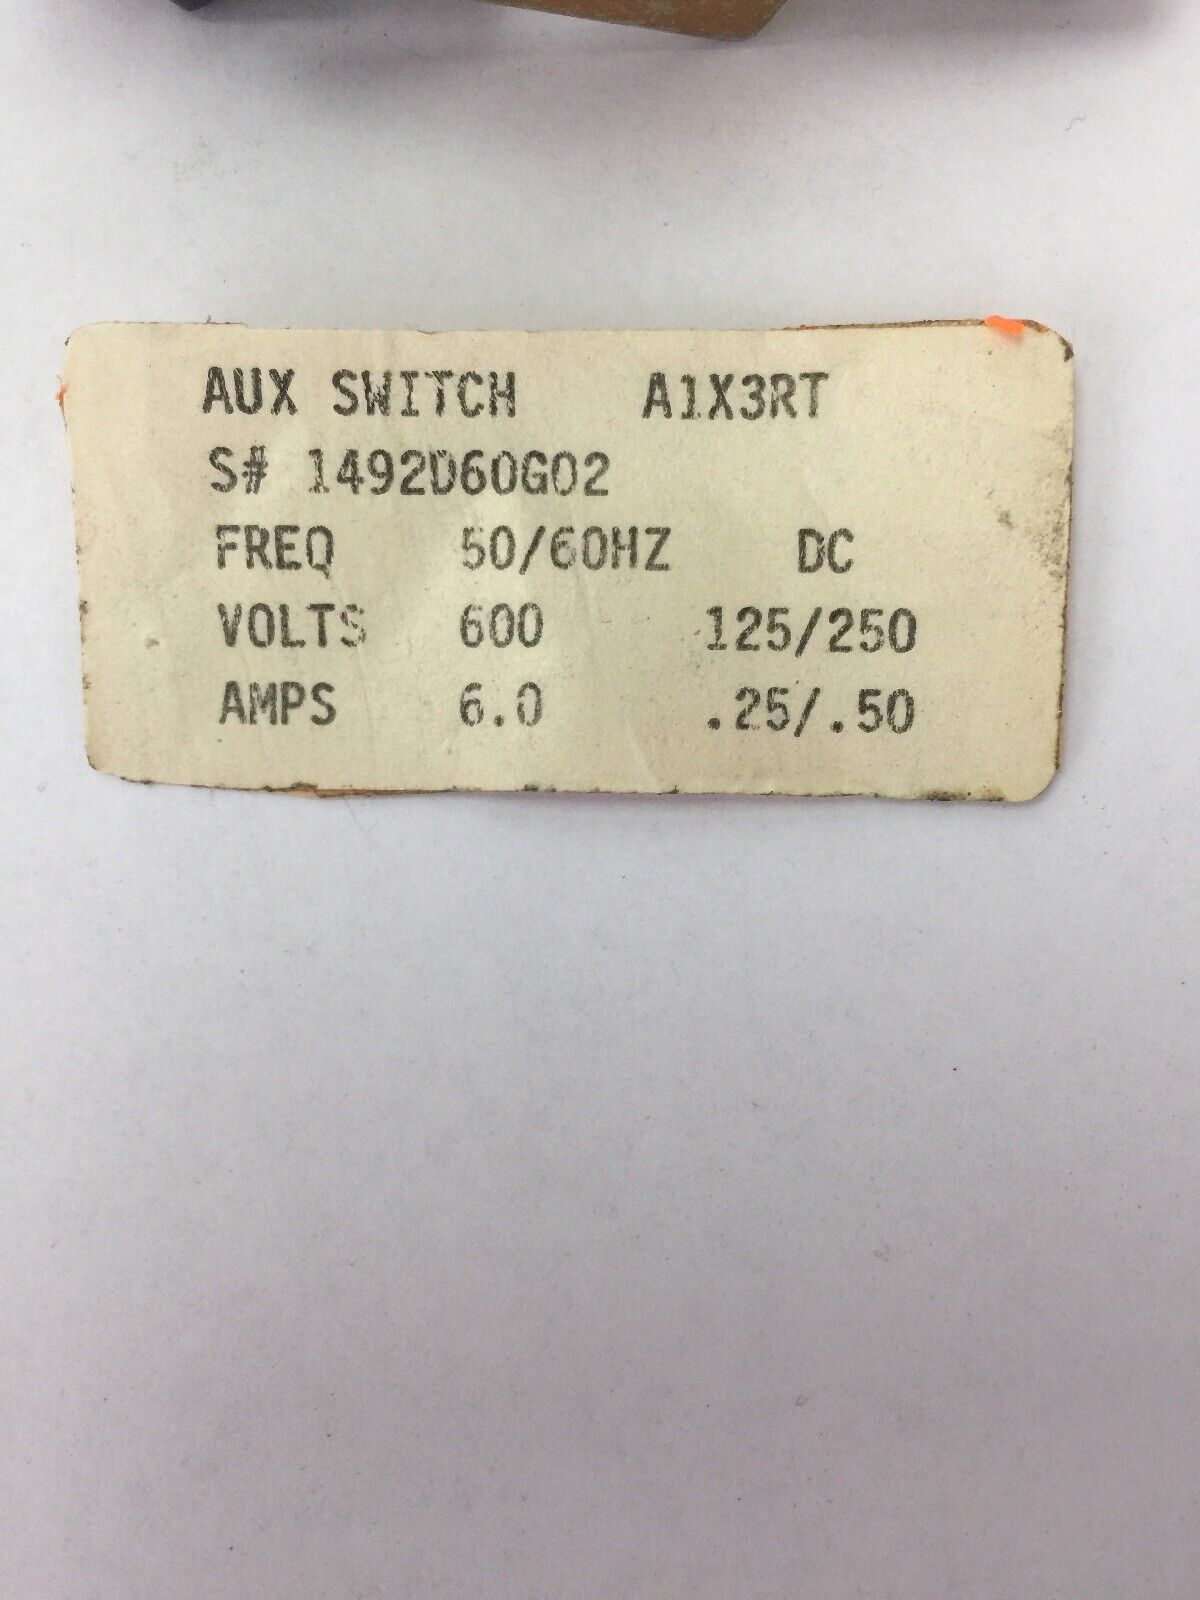 AUX SWITCH A1X3RT
S# 1492D60G02
FREQ 50/60HZ DC
VOLTS 600 125/250
AMPS 6.0 .25/.50